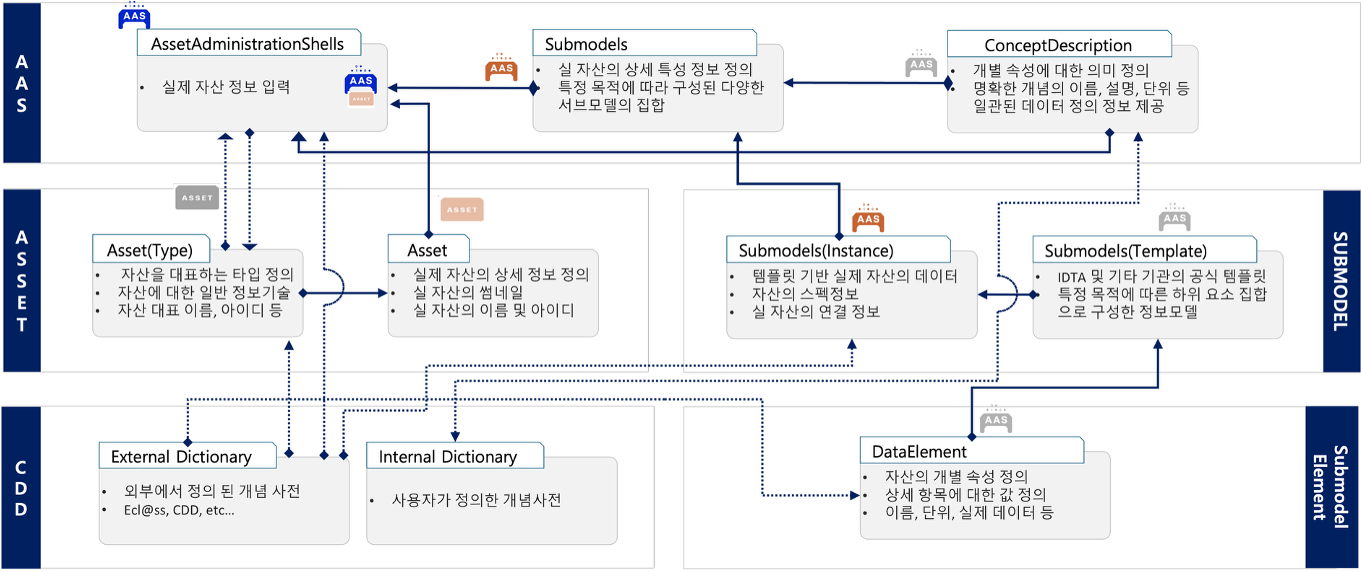 AAS
AAS
AssetAdministrationShells
• 실제 자산 정보 입력
AAS
ASSET
AAS
Submodels
• 실 자산의 상세 특성 정보 정의
• 특정 목적에 따라 구성된 다양한
서브모델의 집합
AAS
ConceptDescription
• 개별 속성에 대한 의미 정의
• 명확한 개념의 이름, 설명, 단위 등
일관된 데이터 정의 정보 제공
ASSET
ASSET
Asset(Type)
• 자산을 대표하는 타입 정의
• 자산에 대한 일반 정보기술
• 자산 대표 이름, 아이디 등
ASSET
Asset
• 실제 자산의 상세 정보 정의
• 실 자산의 썸네일
• 실 자산의 이름 및 아이디
SUBMODEL
AAS
Submodels(Instance)
• 템플릿 기반 실제 자산의 데이터
• 자산의 스펙정보
• 실 자산의 연결 정보
AAS
Submodels(Template)
• IDTA 및 기타 기관의 공식 템플릿
• 특정 목적에 따른 하위 요소 집합
으로 구성한 정보모델
CDD
External Dictionary
• 외부에서 정의 된 개념 사전
• Ecl@ss, CDD, etc...
Internal Dictionary
• 사용자가 정의한 개념사전
Submodel
Element
AAS
DataElement
• 자산의 개별 속성 정의
• 상세 항목에 대한 값 정의
• 이름, 단위, 실제 데이터 등